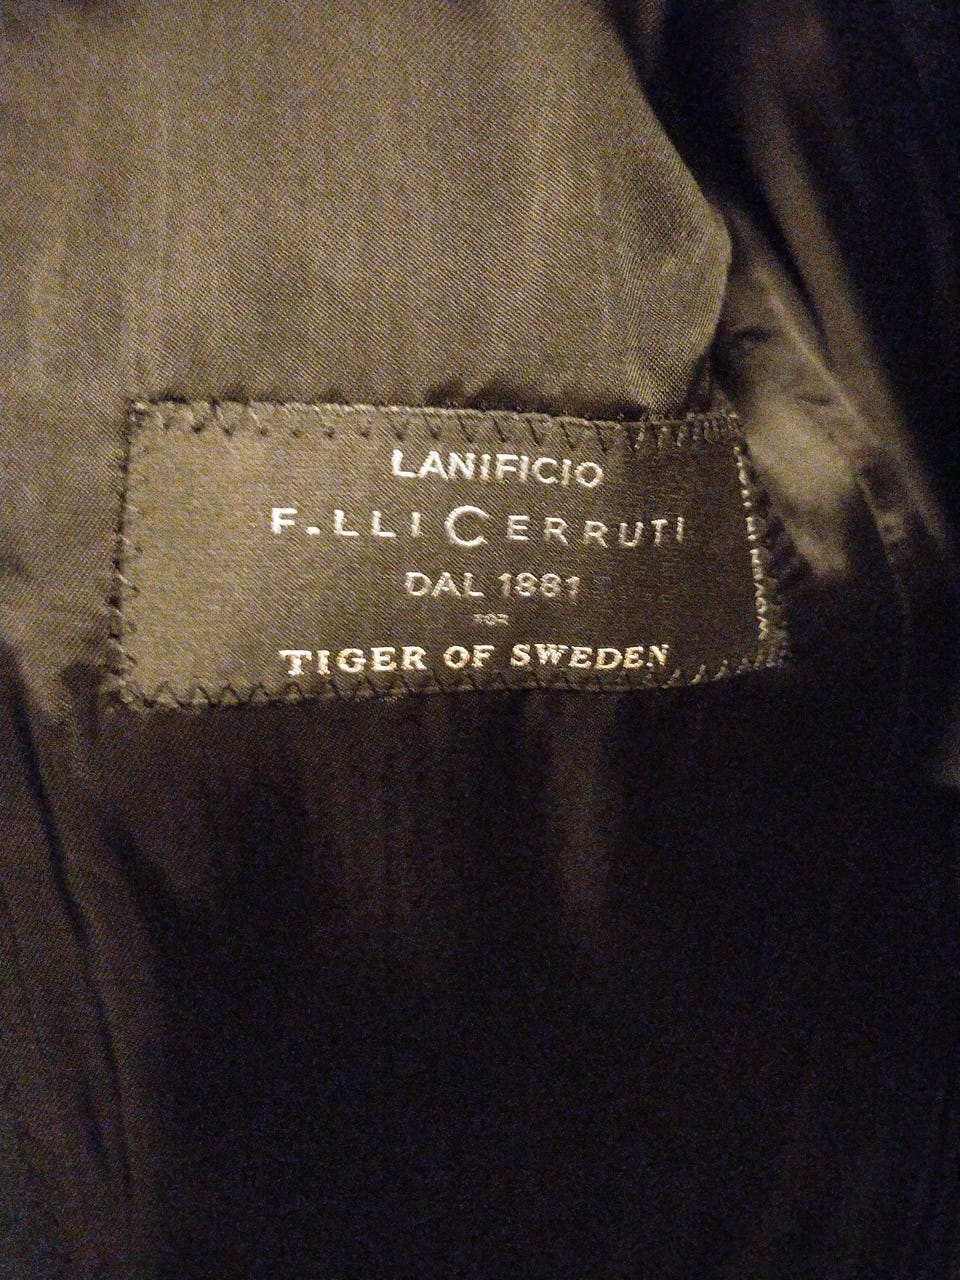 LANIFICIO
F.LLI CERRUTI
DAL 1881
FOR
TIGER OF SWEDEN